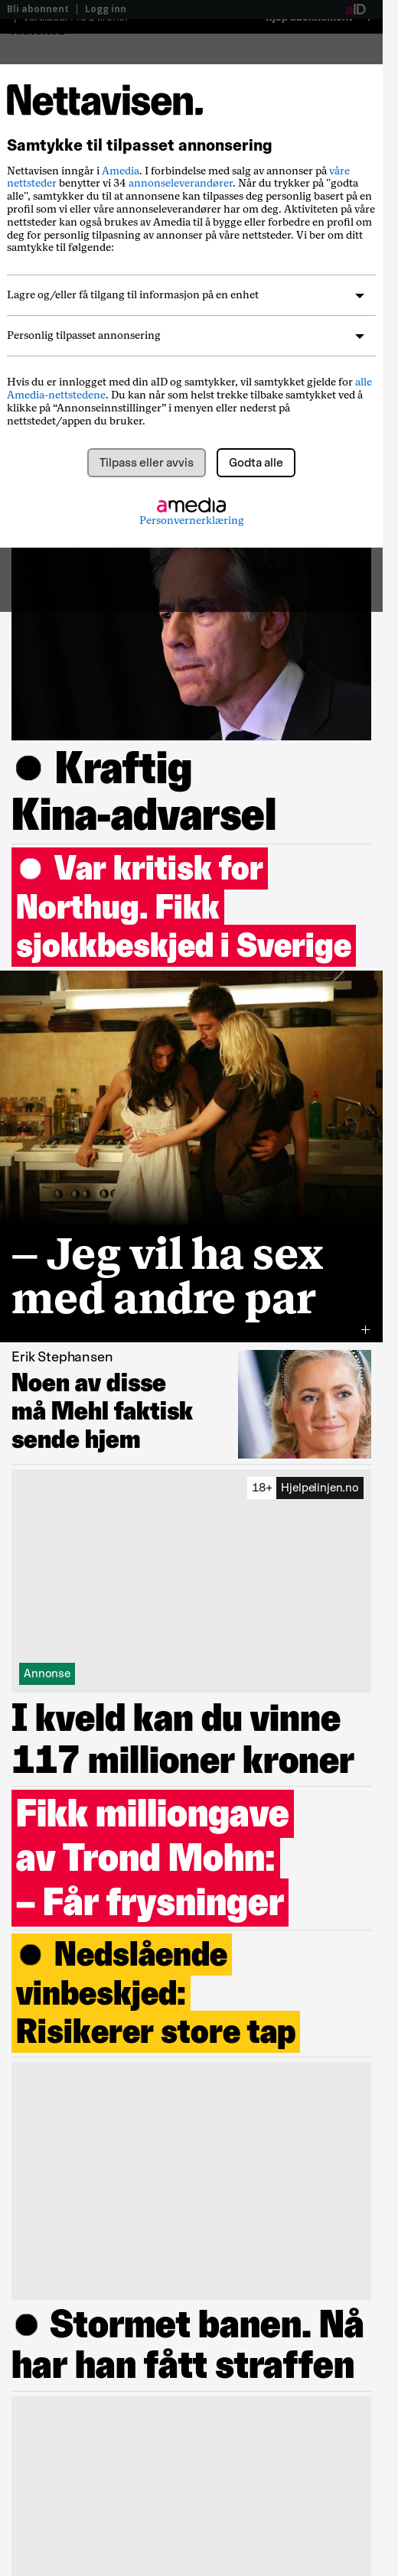 Bli abonnent | Logg inn
aID
Nettavisen.
Samtykke til tilpasset annonsering
Nettavisen inngår i Amedia. I forbindelse med salg av annonser på våre
nettsteder benytter vi 34 annonseleverandører. Når du trykker på "godta
alle", samtykker du til at annonsene kan tilpasses deg personlig basert på en
profil som vi eller våre annonseleverandører har om deg. Aktiviteten på våre
nettsteder kan også brukes av Amedia til å bygge eller forbedre en profil om
deg for personlig tilpasning av annonser på våre nettsteder. Vi ber om ditt
samtykke til følgende:
Lagre og/eller få tilgang til informasjon på en enhet
Personlig tilpasset annonsering
Hvis du er innlogget med din aID og samtykker, vil samtykket gjelde for alle
Amedia-nettstedene. Du kan når som helst trekke tilbake samtykket ved å
klikke på “Annonseinnstillinger” i menyen eller nederst på
nettstedet/appen du bruker.
Tilpass eller avvis
Godta alle
amedia
Personvernerklæring
Kraftig
Kina-advarsel
Var kritisk for
Northug. Fikk
sjokkbeskjed i Sverige
– Jeg vil ha sex
med andre par
Erik Stephansen
Noen av disse
må Mehl faktisk
sende hjem
18+ Hjelpelinjen.no
Annonse
I kveld kan du vinne
117 millioner kroner
Fikk milliongave
av Trond Mohn:
– Får frysninger
Nedslående
vinbeskjed:
Risikerer store tap
Stormet banen. Nå
har han fått straffen